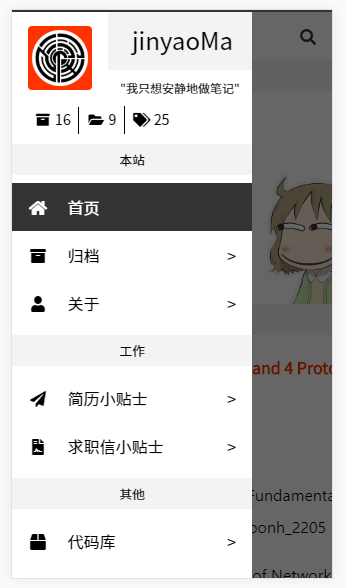 jinyaoMa
"我只想安静地做笔记"
16 9 25
本站
首页
归档 >
关于 >
and 4 Proto
工作
简历小贴士 >
求职信小贴士 >
其他
Fundamenta
oonh_2205
代码库 >
of Network